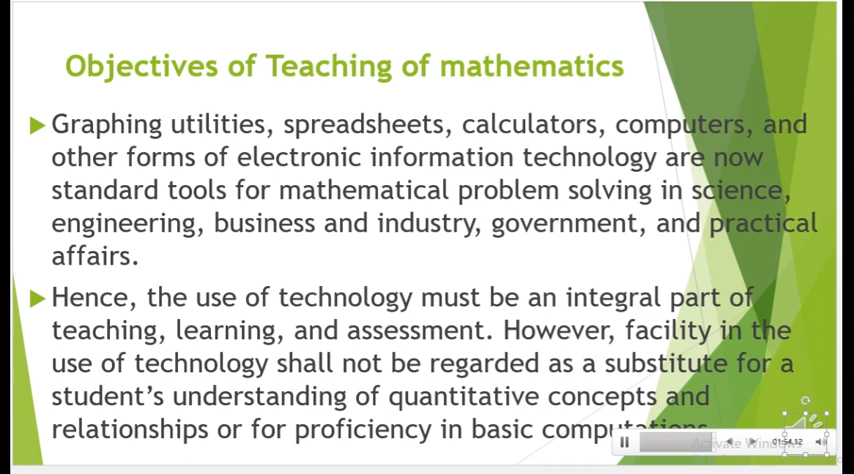 Objectives of Teaching of mathematics
Graphing utilities, spreadsheets, calculators, computers, and
other forms of electronic information technology are now
standard tools for mathematical problem solving in science,
engineering, business and industry, government, and practical
affairs.
Hence, the use of technology must be an integral part of
teaching, learning, and assessment. However, facility in the
use of technology shall not be regarded as a substitute for a
student's understanding of quantitative concepts and
relationships or for proficiency in basic computations.
Activate Windows
01:54.12